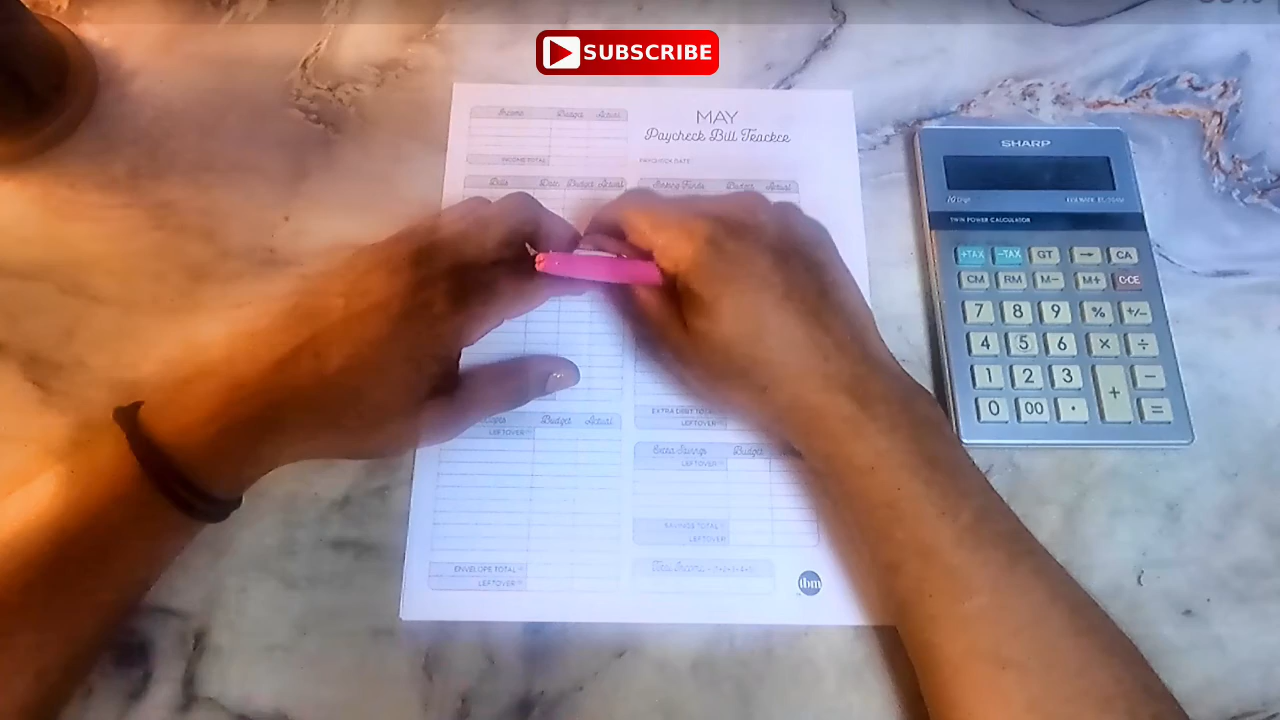 SUBSCRIBE
MAY
Paycheck Bill Tracker
Income Budget Actual
INCOME TOTAL
PAYCHECK DATE:
Bills Date Budget Actual
Sinking Funds Budget Actual
EXTRA DEBT TOTAL
LEFTOVER
Budget Actual
LEFTOVER
Extra Savings Budget
LEFTOVER
SAVINGS TOTAL
LEFTOVER
ENVELOPE TOTAL
LEFTOVER
Total Income
tbm
SHARP
TWIN POWER CALCULATOR
+TAX −TAX GT → CA
CM RM M− M+ C·CE
7 8 9 % +/−
4 5 6 × ÷
1 2 3 + −
0 00 · =